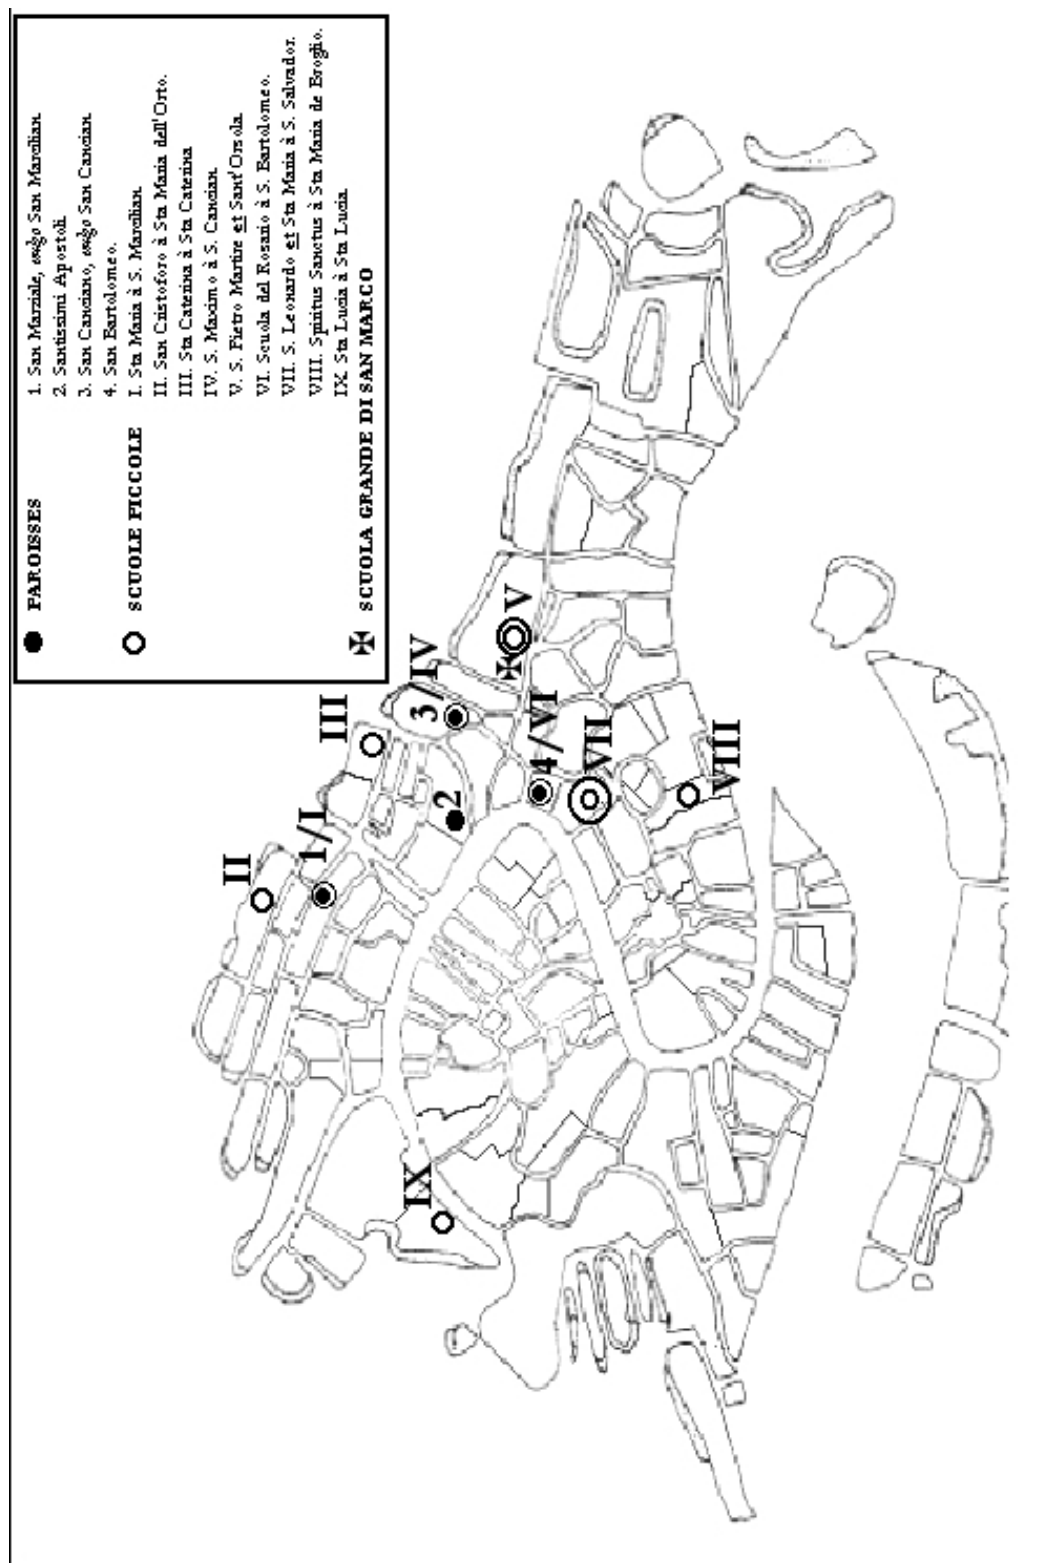 PAROISSES
1. San Marziale, vulgo San Marcilian.
2. Santissimi Apostoli.
3. San Cancian, vulgo San Cancian.
4. San Bartolomeo.
SCUOLE PICCOLE
I. Sta Maria à S. Marcilian.
II. San Cristoforo à Sta Maria dell'Orto.
III. Sta Caterina à Sta Caterina
IV. S. Maximo à S. Cancian.
V. S. Pietro Martire et Sant'Orsola.
VI. Scuola del Rosario à S. Bartolomeo.
VII. S. Leonardo et Sta Maria à S. Salvador.
VIII. Spiritus Sanctus à Sta Maria de Broglio.
IX. Sta Lucia à Sta Lucia.
SCUOLA GRANDE DI SAN MARCO
II
1/I
III
2
3/IV
V
4/VI
VII
VIII
IX